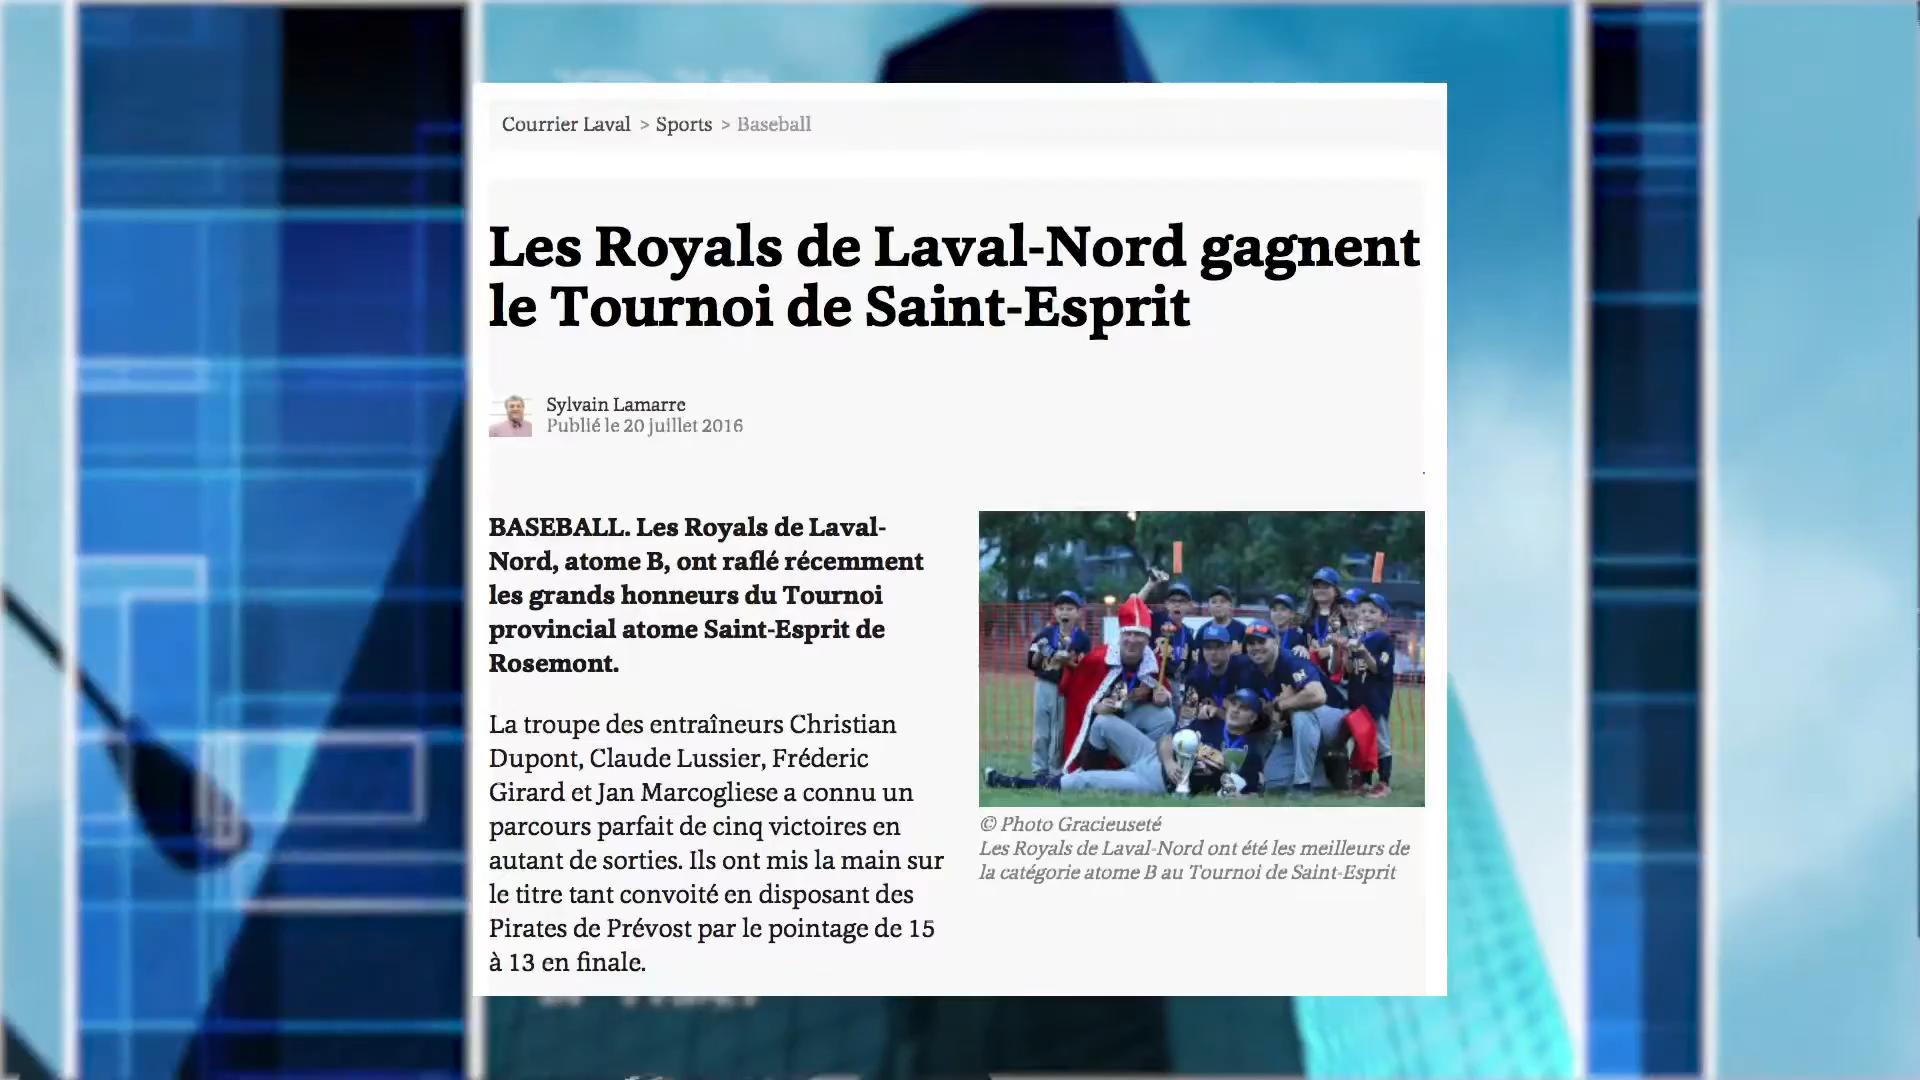 Courrier Laval > Sports > Baseball
Les Royals de Laval-Nord gagnent
le Tournoi de Saint-Esprit
Sylvain Lamarre
Publié le 20 juillet 2016
BASEBALL. Les Royals de Laval-
Nord, atome B, ont raflé récemment
les grands honneurs du Tournoi
provincial atome Saint-Esprit de
Rosemont.
La troupe des entraîneurs Christian
Dupont, Claude Lussier, Fréderic
Girard et Jan Marcogliese a connu un
parcours parfait de cinq victoires en
autant de sorties. Ils ont mis la main sur
le titre tant convoité en disposant des
Pirates de Prévost par le pointage de 15
à 13 en finale.
© Photo Gracieuseté
Les Royals de Laval-Nord ont été les meilleurs de
la catégorie atome B au Tournoi de Saint-Esprit